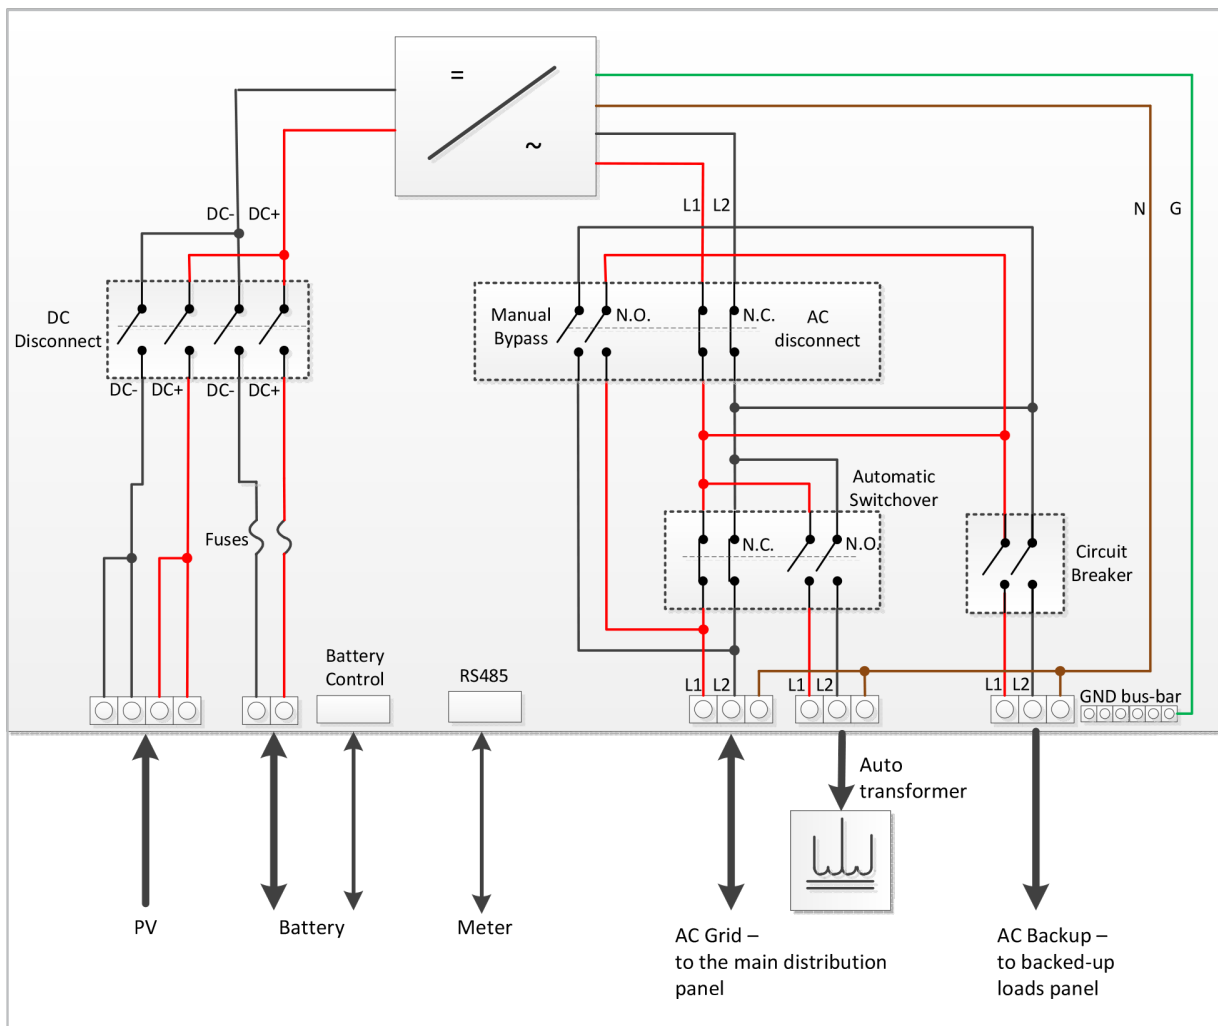 =
~
L1 L2
N G
DC- DC+
DC
Disconnect
Manual
Bypass
N.O.
N.C.
AC
disconnect
DC- DC+ DC- DC+
Automatic
Switchover
Fuses
N.C.
N.O.
Circuit
Breaker
Battery
Control
RS485
L1 L2
L1 L2
L1 L2
GND bus-bar
Auto
transformer
PV
Battery
Meter
AC Grid –
to the main distribution
panel
AC Backup –
to backed-up
loads panel